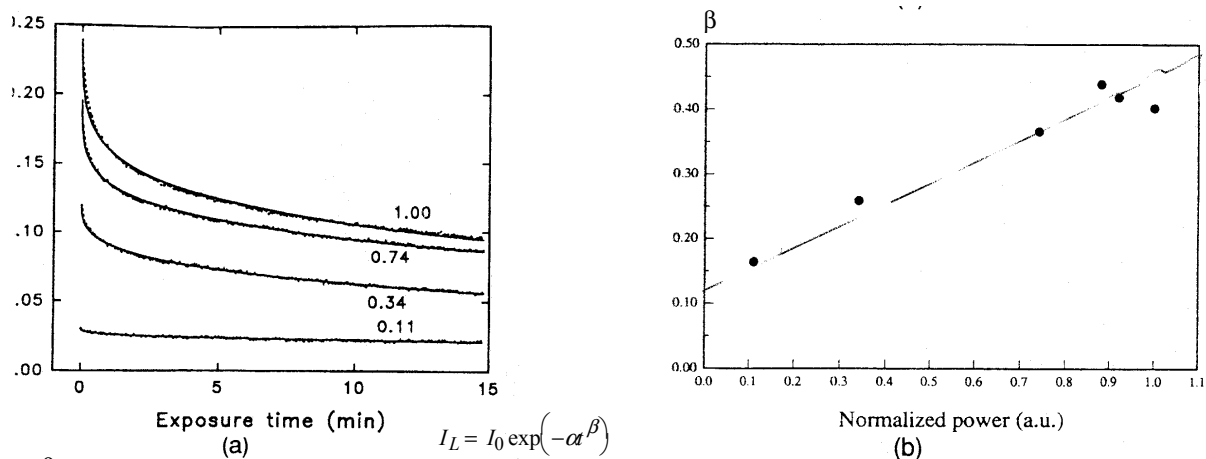 0.25
.20
.15
.10
.05
.00
1.00
0.74
0.34
0.11
0 5 10 15
Exposure time (min)
(a)
I_L = I_0 exp(-αt^β)
β
0.50
0.40
0.30
0.20
0.10
0.00
0.0 0.1 0.2 0.3 0.4 0.5 0.6 0.7 0.8 0.9 1.0 1.1
Normalized power (a.u.)
(b)